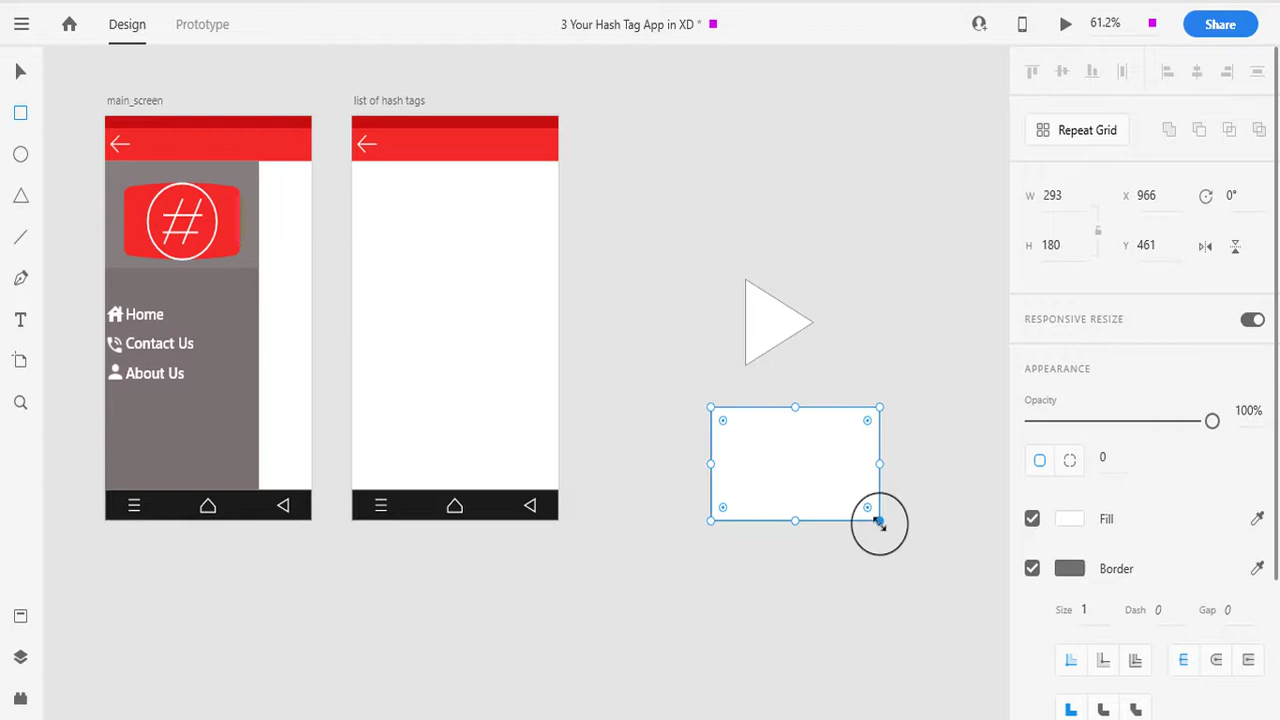 Design
Prototype
3 Your Hash Tag App in XD *
61.2%
Share
main_screen
list of hash tags
#
Home
Contact Us
About Us
Repeat Grid
W 293 X 966 0°
H 180 Y 461
RESPONSIVE RESIZE
APPEARANCE
Opacity
100%
0
Fill
Border
Size 1 Dash 0 Gap 0